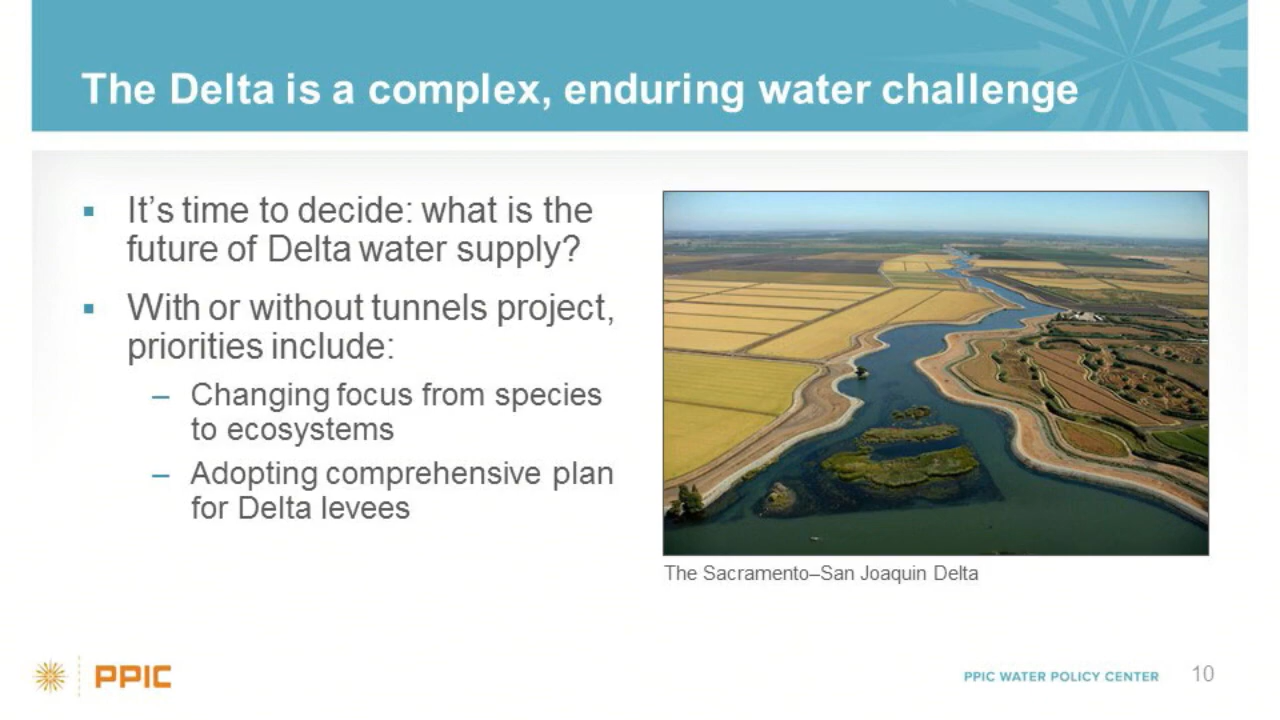 The Delta is a complex, enduring water challenge
▪ It’s time to decide: what is the
future of Delta water supply?
▪ With or without tunnels project,
priorities include:
– Changing focus from species
to ecosystems
– Adopting comprehensive plan
for Delta levees
The Sacramento–San Joaquin Delta
PPIC
PPIC WATER POLICY CENTER
10